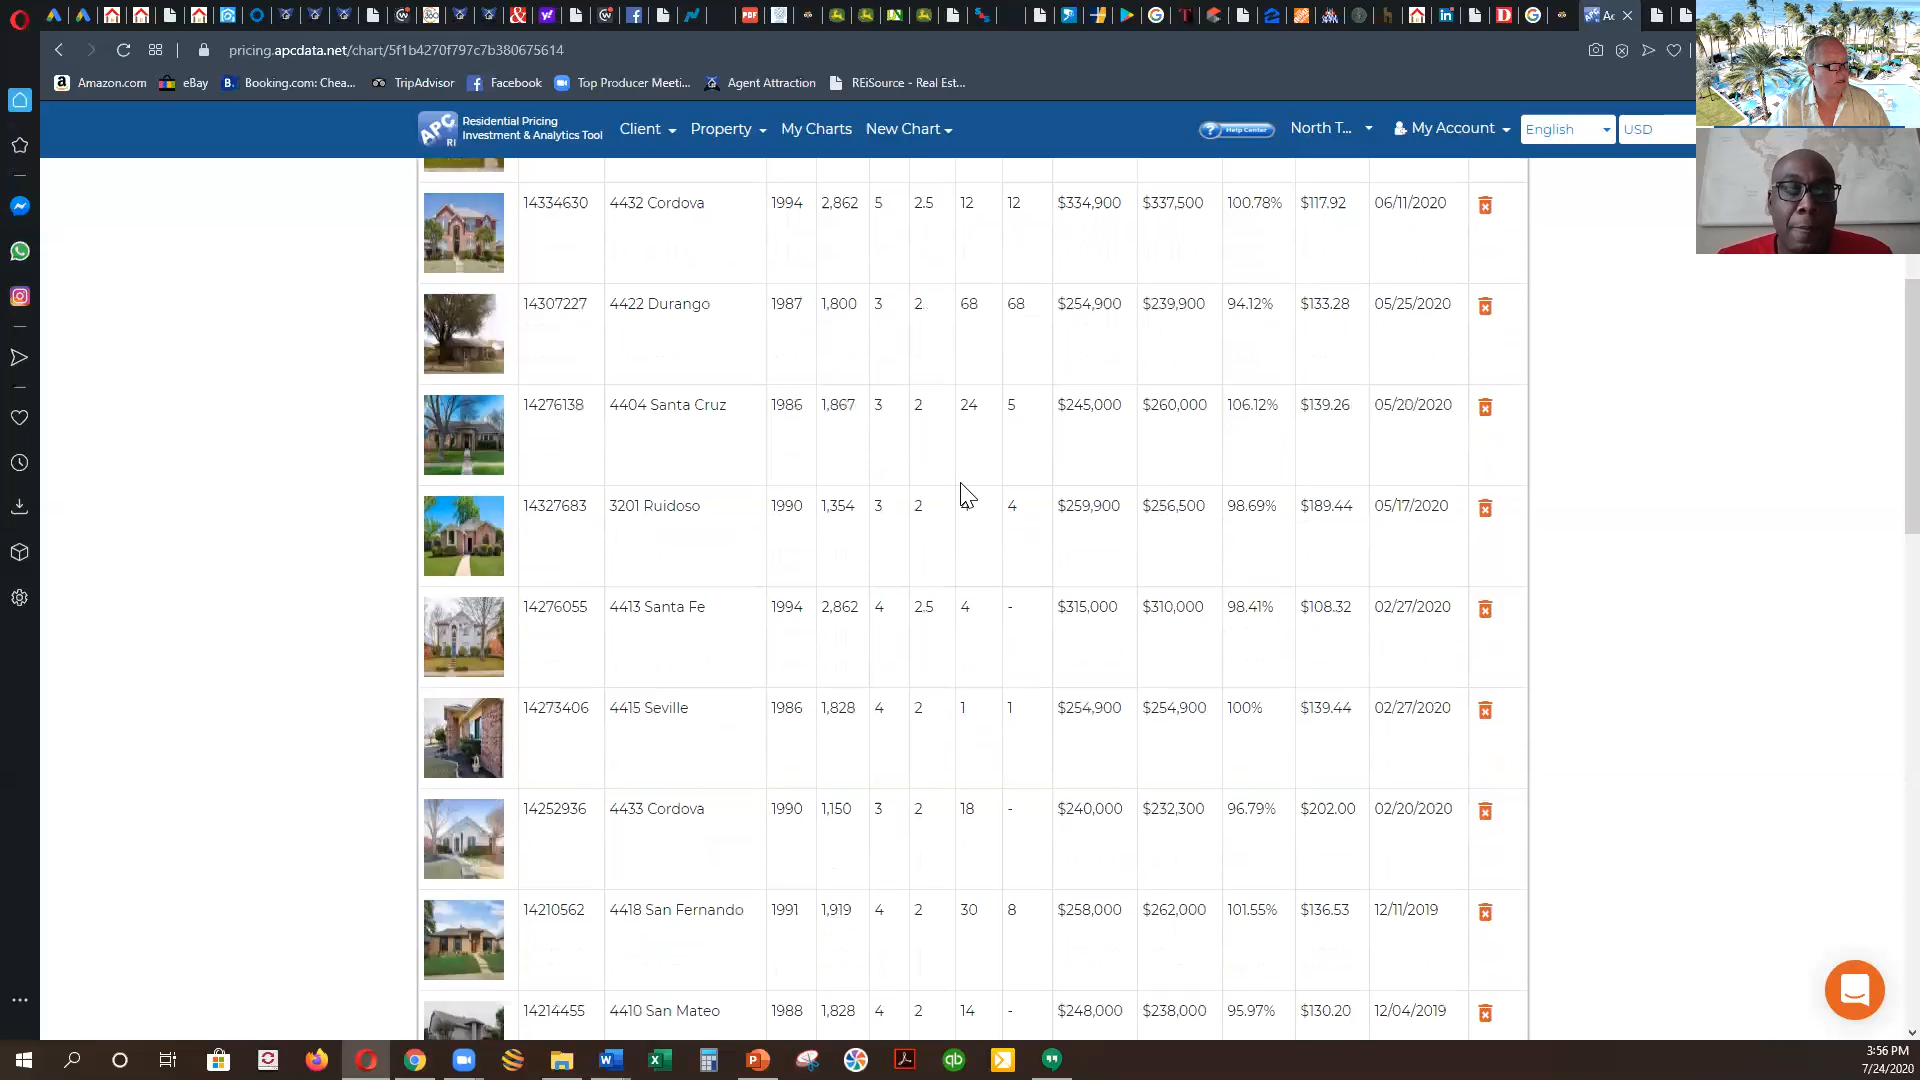 pricing.apcdata.net/chart/5f1b4270f797c7b380675614
Amazon.com eBay Booking.com: Chea... TripAdvisor Facebook Top Producer Meeti... Agent Attraction REiSource - Real Est...
APC RI Residential Pricing
Investment & Analytics Tool
Client Property My Charts New Chart Help Center North T... My Account English USD
14334630 4432 Cordova 1994 2,862 5 2.5 12 12 $334,900 $337,500 100.78% $117.92 06/11/2020
14307227 4422 Durango 1987 1,800 3 2 68 68 $254,900 $239,900 94.12% $133.28 05/25/2020
14276138 4404 Santa Cruz 1986 1,867 3 2 24 5 $245,000 $260,000 106.12% $139.26 05/20/2020
14327683 3201 Ruidoso 1990 1,354 3 2 4 $259,900 $256,500 98.69% $189.44 05/17/2020
14276055 4413 Santa Fe 1994 2,862 4 2.5 4 - $315,000 $310,000 98.41% $108.32 02/27/2020
14273406 4415 Seville 1986 1,828 4 2 1 1 $254,900 $254,900 100% $139.44 02/27/2020
14252936 4433 Cordova 1990 1,150 3 2 18 - $240,000 $232,300 96.79% $202.00 02/20/2020
14210562 4418 San Fernando 1991 1,919 4 2 30 8 $258,000 $262,000 101.55% $136.53 12/11/2019
14214455 4410 San Mateo 1988 1,828 4 2 14 - $248,000 $238,000 95.97% $130.20 12/04/2019
3:56 PM
7/24/2020